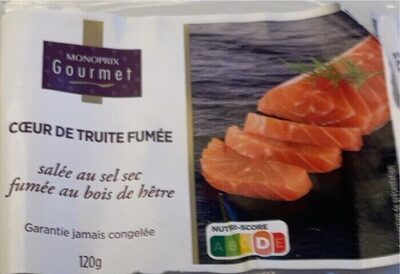 MONOPRIX
Gourmet
CŒUR DE TRUITE FUMÉE
salée au sel sec
fumée au bois de hêtre
Garantie jamais congelée
120g
NUTRI-SCORE
A B C D E